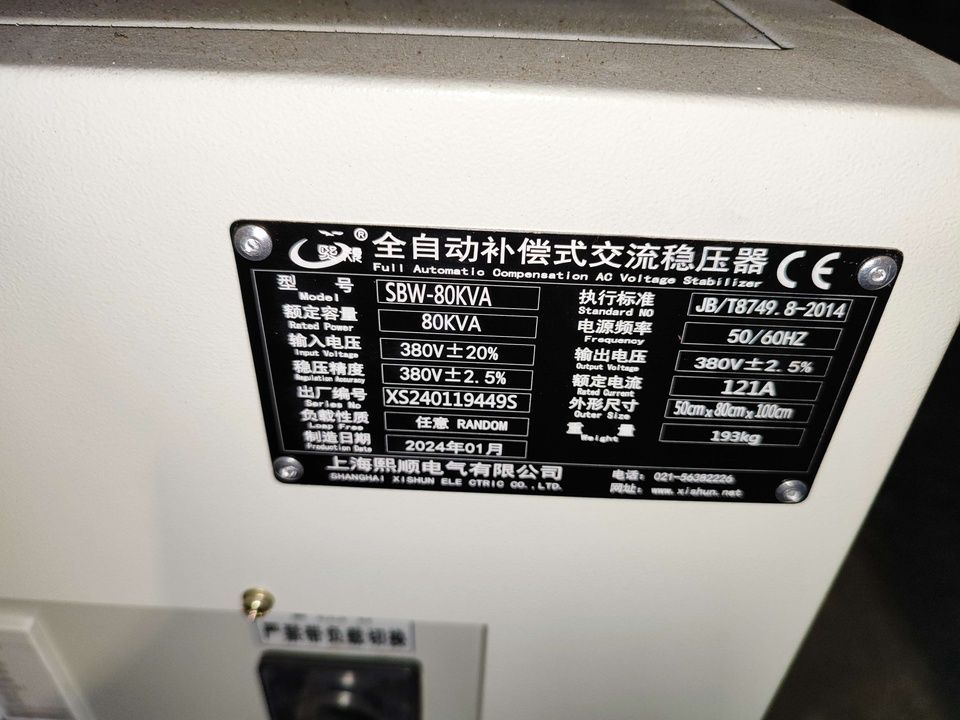 熙顺 ® 全自动补偿式交流稳压器 CE
Full Automatic Compensation AC Voltage Stabilizer
型号 SBW-80KVA
Model
额定容量 80KVA
Rated Power
输入电压 380V±20%
Input Voltage
稳压精度 380V±2.5%
Regulation Accuracy
出厂编号 XS240119449S
Series No
负载性质 任意 RANDOM
Loap Free
制造日期 2024年01月
Production Date
执行标准 JB/T8749.8-2014
Standard NO
电源频率 50/60HZ
Frequency
输出电压 380V±2.5%
Output Voltage
额定电流 121A
Rated Current
外形尺寸 50cm×80cm×100cm
Outer Size
重量 193kg
Weight
上海熙顺电气有限公司
SHANGHAI XISHUN ELE CTRIC CO.,LTD.
电话: 021-56382226
网址: www.xishun.net
严禁带负载切换